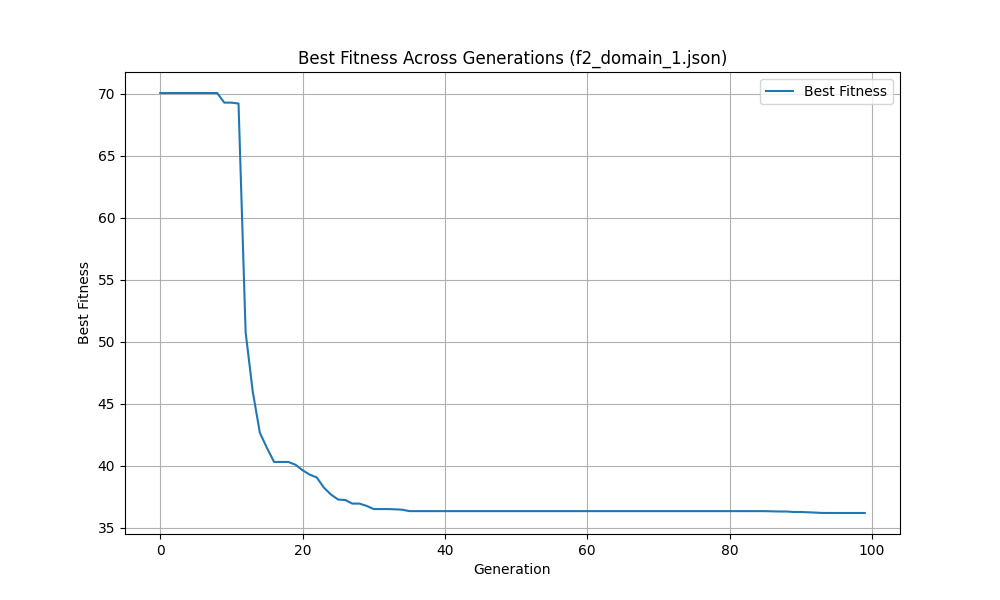 Best Fitness Across Generations (f2_domain_1.json)
Best Fitness
70
65
60
55
50
45
40
35
Best Fitness
0 20 40 60 80 100
Generation